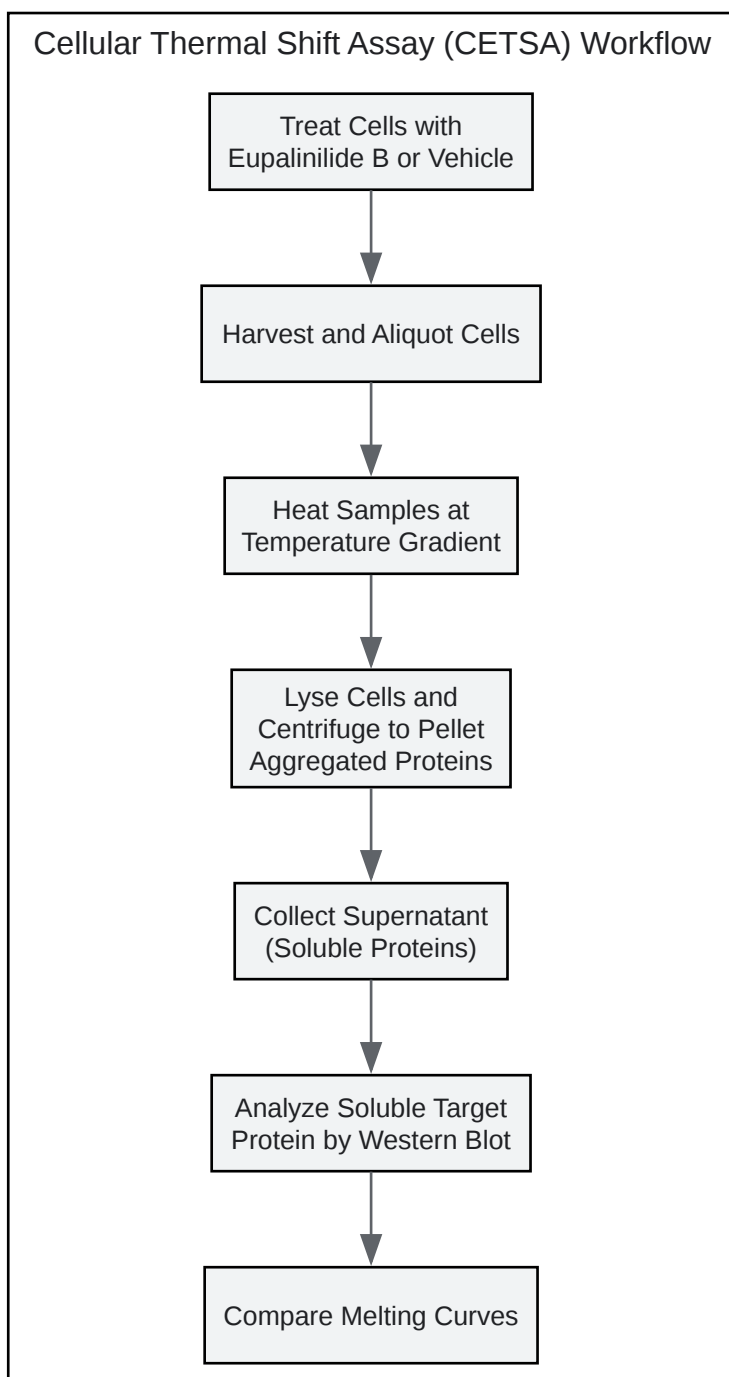 Cellular Thermal Shift Assay (CETSA) Workflow
Treat Cells with
Eupalinilide B or Vehicle
Harvest and Aliquot Cells
Heat Samples at
Temperature Gradient
Lyse Cells and
Centrifuge to Pellet
Aggregated Proteins
Collect Supernatant
(Soluble Proteins)
Analyze Soluble Target
Protein by Western Blot
Compare Melting Curves